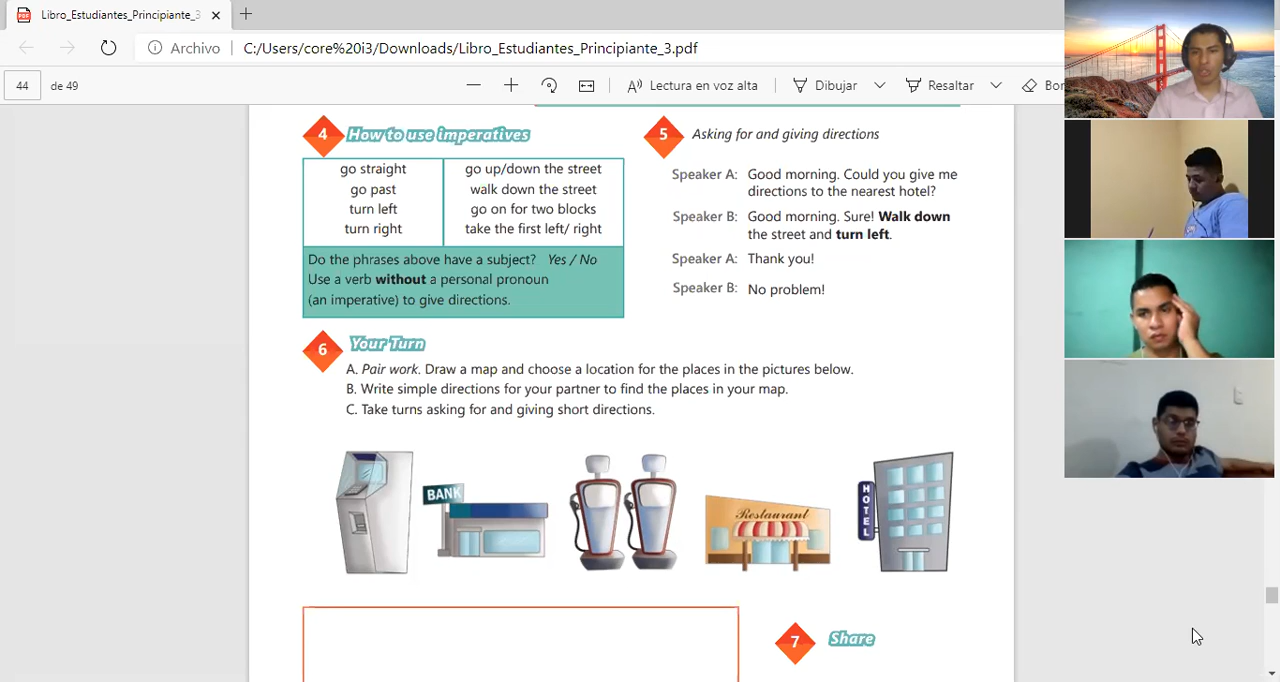 Libro_Estudiantes_Principiante_3
Archivo
C:/Users/core%20i3/Downloads/Libro_Estudiantes_Principiante_3.pdf
44
de 49
Lectura en voz alta
Dibujar
Resaltar
4
How to use imperatives
go straight
go past
turn left
turn right
go up/down the street
walk down the street
go on for two blocks
take the first left/ right
Do the phrases above have a subject? Yes / No
Use a verb without a personal pronoun
(an imperative) to give directions.
5
Asking for and giving directions
Speaker A: Good morning. Could you give me
directions to the nearest hotel?
Speaker B: Good morning. Sure! Walk down
the street and turn left.
Speaker A: Thank you!
Speaker B: No problem!
6
Your Turn
A. Pair work. Draw a map and choose a location for the places in the pictures below.
B. Write simple directions for your partner to find the places in your map.
C. Take turns asking for and giving short directions.
BANK
Restaurant
HOTEL
7
Share